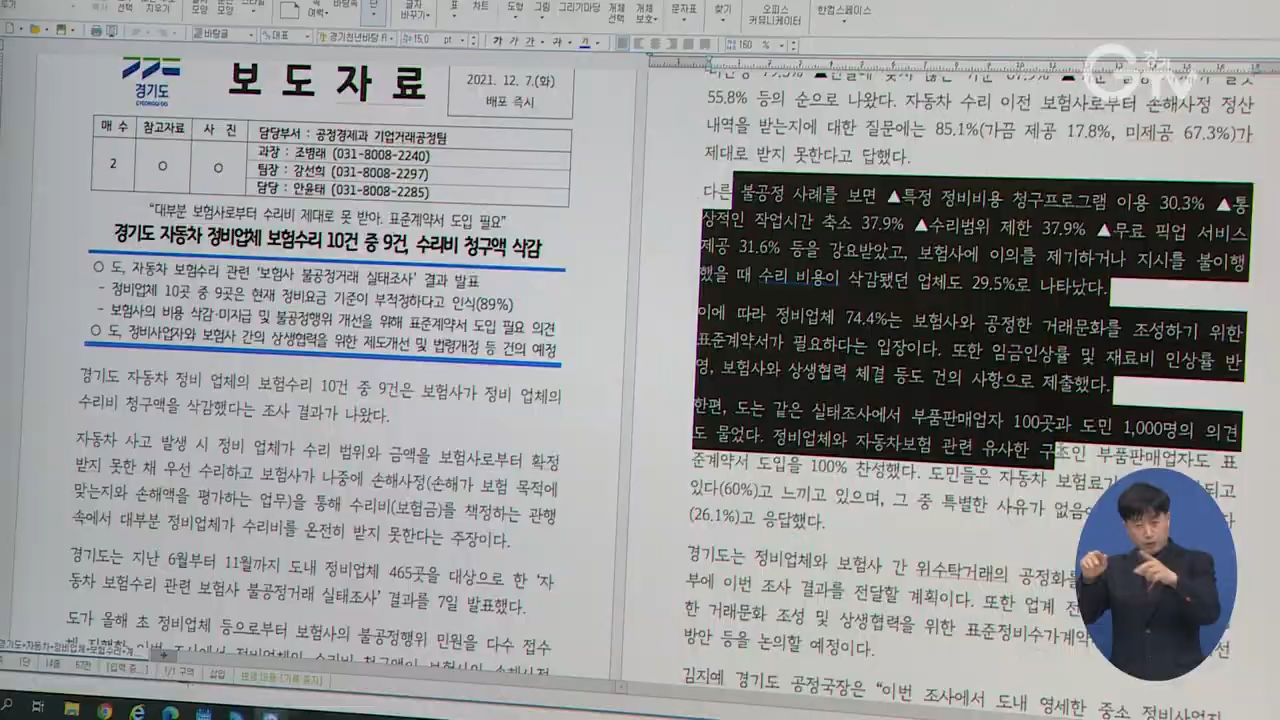 경기도
GYEONGGI-DO
보도자료
2021. 12. 7.(화)
배포 즉시
매 수
참고자료
사 진
담당부서 : 공정경제과 기업거래공정팀
2
○
○
과장 : 조병래 (031-8008-2240)
팀장 : 강선희 (031-8008-2297)
담당 : 안윤태 (031-8008-2285)
“대부분 보험사로부터 수리비 제대로 못 받아. 표준계약서 도입 필요”
경기도 자동차 정비업체 보험수리 10건 중 9건, 수리비 청구액 삭감
○ 도, 자동차 보험수리 관련 ‘보험사 불공정거래 실태조사’ 결과 발표
- 정비업체 10곳 중 9곳은 현재 정비요금 기준이 부적정하다고 인식(89%)
- 보험사의 비용 삭감·미지급 및 불공정행위 개선을 위해 표준계약서 도입 필요 의견
○ 도, 정비사업자와 보험사 간의 상생협력을 위한 제도개선 및 법령개정 등 건의 예정
경기도 자동차 정비 업체의 보험수리 10건 중 9건은 보험사가 정비 업체의
수리비 청구액을 삭감했다는 조사 결과가 나왔다.
자동차 사고 발생 시 정비 업체가 수리 범위와 금액을 보험사로부터 확정
받지 못한 채 우선 수리하고 보험사가 나중에 손해사정(손해가 보험 목적에
맞는지와 손해액을 평가하는 업무)을 통해 수리비(보험금)를 책정하는 관행
속에서 대부분 정비업체가 수리비를 온전히 받지 못한다는 주장이다.
경기도는 지난 6월부터 11월까지 도내 정비업체 465곳을 대상으로 한 ‘자
동차 보험수리 관련 보험사 불공정거래 실태조사’ 결과를 7일 발표했다.
도가 올해 초 정비업체 등으로부터 보험사의 불공정행위 민원을 다수 접수
55.8% 등의 순으로 나왔다. 자동차 수리 이전 보험사로부터 손해사정 정산
내역을 받는지에 대한 질문에는 85.1%(가끔 제공 17.8%, 미제공 67.3%)가
제대로 받지 못한다고 답했다.
다른 불공정 사례를 보면 ▲특정 정비비용 청구프로그램 이용 30.3% ▲통
상적인 작업시간 축소 37.9% ▲수리범위 제한 37.9% ▲무료 픽업 서비스
제공 31.6% 등을 강요받았고, 보험사에 이의를 제기하거나 지시를 불이행
했을 때 수리 비용이 삭감됐던 업체도 29.5%로 나타났다.
이에 따라 정비업체 74.4%는 보험사와 공정한 거래문화를 조성하기 위한
표준계약서가 필요하다는 입장이다. 또한 임금인상률 및 재료비 인상률 반
영, 보험사와 상생협력 체결 등도 건의 사항으로 제출했다.
한편, 도는 같은 실태조사에서 부품판매업자 100곳과 도민 1,000명의 의견
도 물었다. 정비업체와 자동차보험 관련 유사한 구조인 부품판매업자도 표
준계약서 도입을 100% 찬성했다. 도민들은 자동차 보험료가 되고
있다(60%)고 느끼고 있으며, 그 중 특별한 사유가 없음에
(26.1%)고 응답했다.
경기도는 정비업체와 보험사 간 위수탁거래의 공정화를
부에 이번 조사 결과를 전달할 계획이다. 또한 업계 전
한 거래문화 조성 및 상생협력을 위한 표준정비수가계약
방안 등을 논의할 예정이다.
김지예 경기도 공정국장은 “이번 조사에서 도내 영세한 중소 정비사업자
경기
GTV